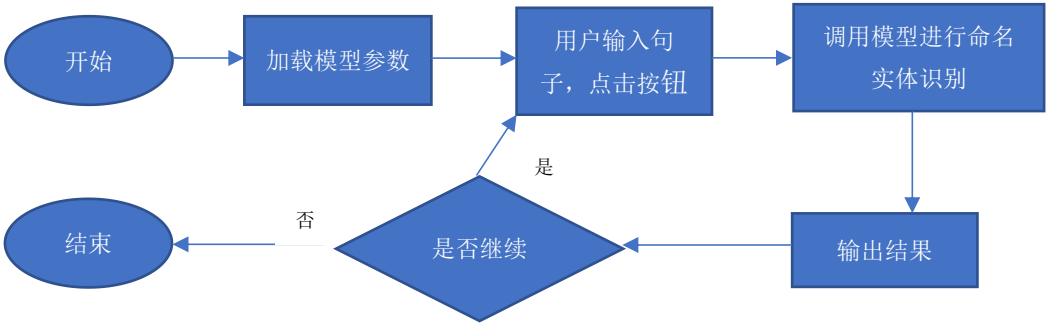 开始
加载模型参数
用户输入句
子，点击按钮
调用模型进行命名
实体识别
是
否
结束
是否继续
输出结果